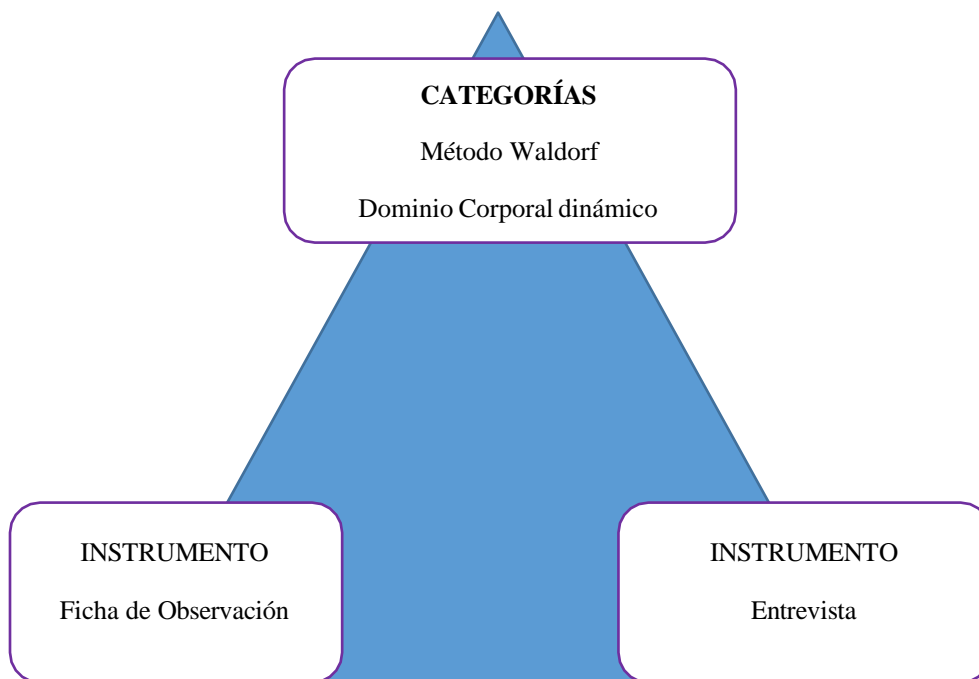 CATEGORÍAS
Método Waldorf
Dominio Corporal dinámico
INSTRUMENTO
Ficha de Observación
INSTRUMENTO
Entrevista